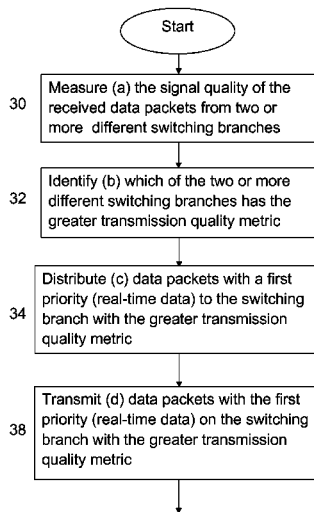 Start
30
Measure (a) the signal quality of the
received data packets from two or
more different switching branches
32
Identify (b) which of the two or more
different switching branches has the
greater transmission quality metric
34
Distribute (c) data packets with a first
priority (real-time data) to the switching
branch with the greater transmission
quality metric
38
Transmit (d) data packets with the first
priority (real-time data) on the switching
branch with the greater transmission
quality metric